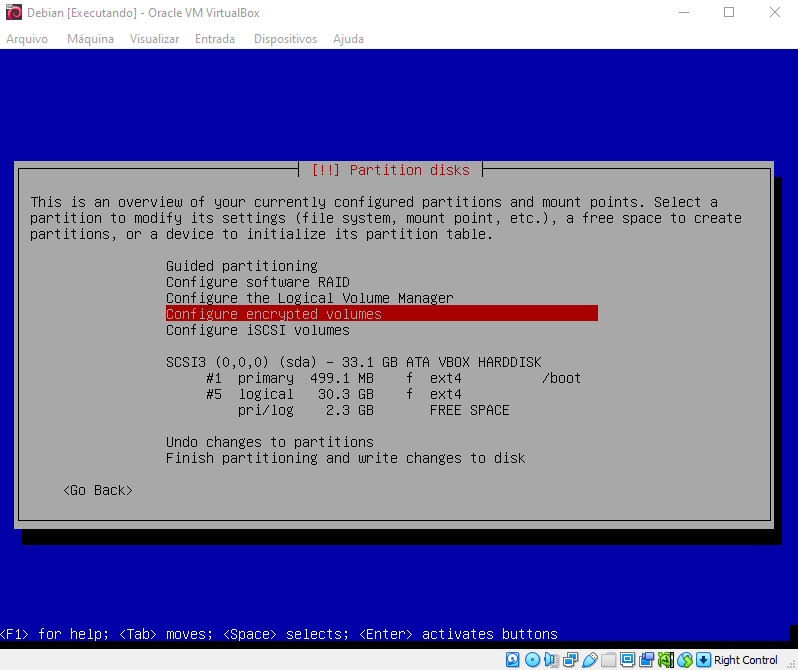 Debian [Executando] - Oracle VM VirtualBox
Arquivo Máquina Visualizar Entrada Dispositivos Ajuda
[!!] Partition disks
This is an overview of your currently configured partitions and mount points. Select a
partition to modify its settings (file system, mount point, etc.), a free space to create
partitions, or a device to initialize its partition table.
Guided partitioning
Configure software RAID
Configure the Logical Volume Manager
Configure encrypted volumes
Configure iSCSI volumes
SCSI3 (0,0,0) (sda) - 33.1 GB ATA VBOX HARDDISK
#1 primary 499.1 MB f ext4 /boot
#5 logical 30.3 GB f ext4
pri/log 2.3 GB FREE SPACE
Undo changes to partitions
Finish partitioning and write changes to disk
<Go Back>
<F1> for help; <Tab> moves; <Space> selects; <Enter> activates buttons
Right Control